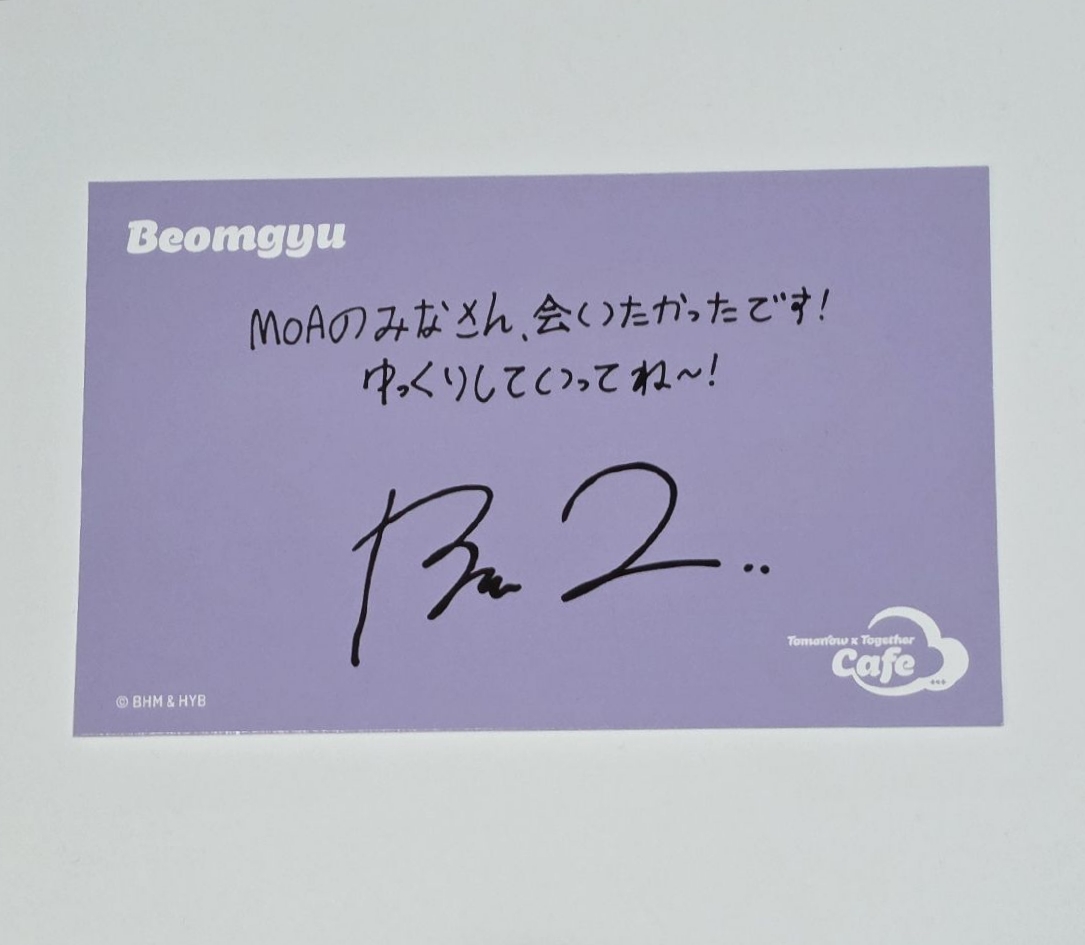 Beomgyu
MOAのみなさん、会いたかったです!
ゆっくりしていってね〜!
Tomorrow x Together
Cafe
© BHM & HYB